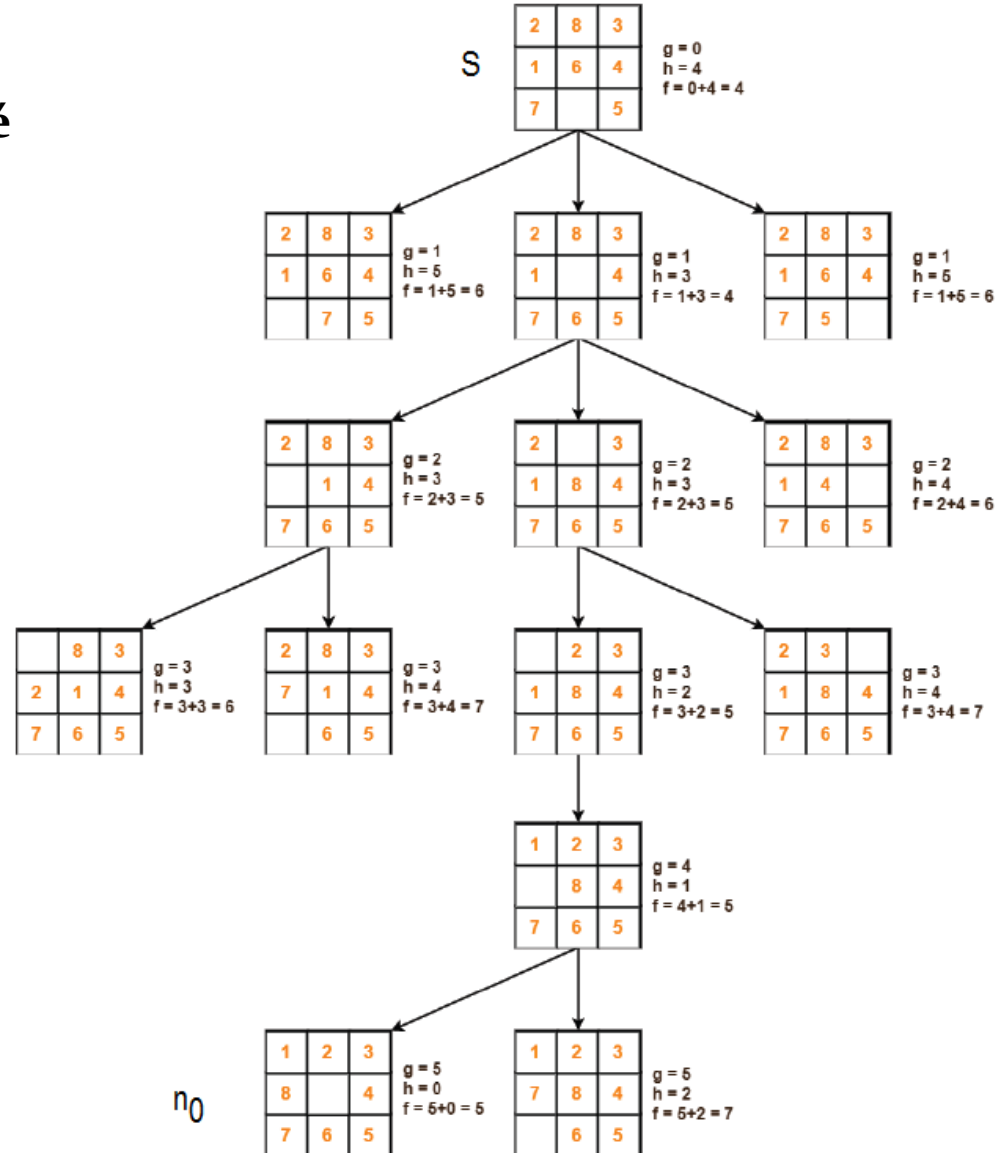 é
S
2 8 3
1 6 4
7 5
g = 0
h = 4
f = 0+4 = 4
2 8 3
1 6 4
7 5
g = 1
h = 5
f = 1+5 = 6
2 8 3
1 4
7 6 5
g = 1
h = 3
f = 1+3 = 4
2 8 3
1 6 4
7 5
g = 1
h = 5
f = 1+5 = 6
2 8 3
1 4
7 6 5
g = 2
h = 3
f = 2+3 = 5
2 3
1 8 4
7 6 5
g = 2
h = 3
f = 2+3 = 5
2 8 3
1 4
7 6 5
g = 2
h = 4
f = 2+4 = 6
8 3
2 1 4
7 6 5
g = 3
h = 3
f = 3+3 = 6
2 8 3
7 1 4
6 5
g = 3
h = 4
f = 3+4 = 7
2 3
1 8 4
7 6 5
g = 3
h = 2
f = 3+2 = 5
2 3
1 8 4
7 6 5
g = 3
h = 4
f = 3+4 = 7
1 2 3
8 4
7 6 5
g = 4
h = 1
f = 4+1 = 5
n0
1 2 3
8 4
7 6 5
g = 5
h = 0
f = 5+0 = 5
1 2 3
7 8 4
6 5
g = 5
h = 2
f = 5+2 = 7